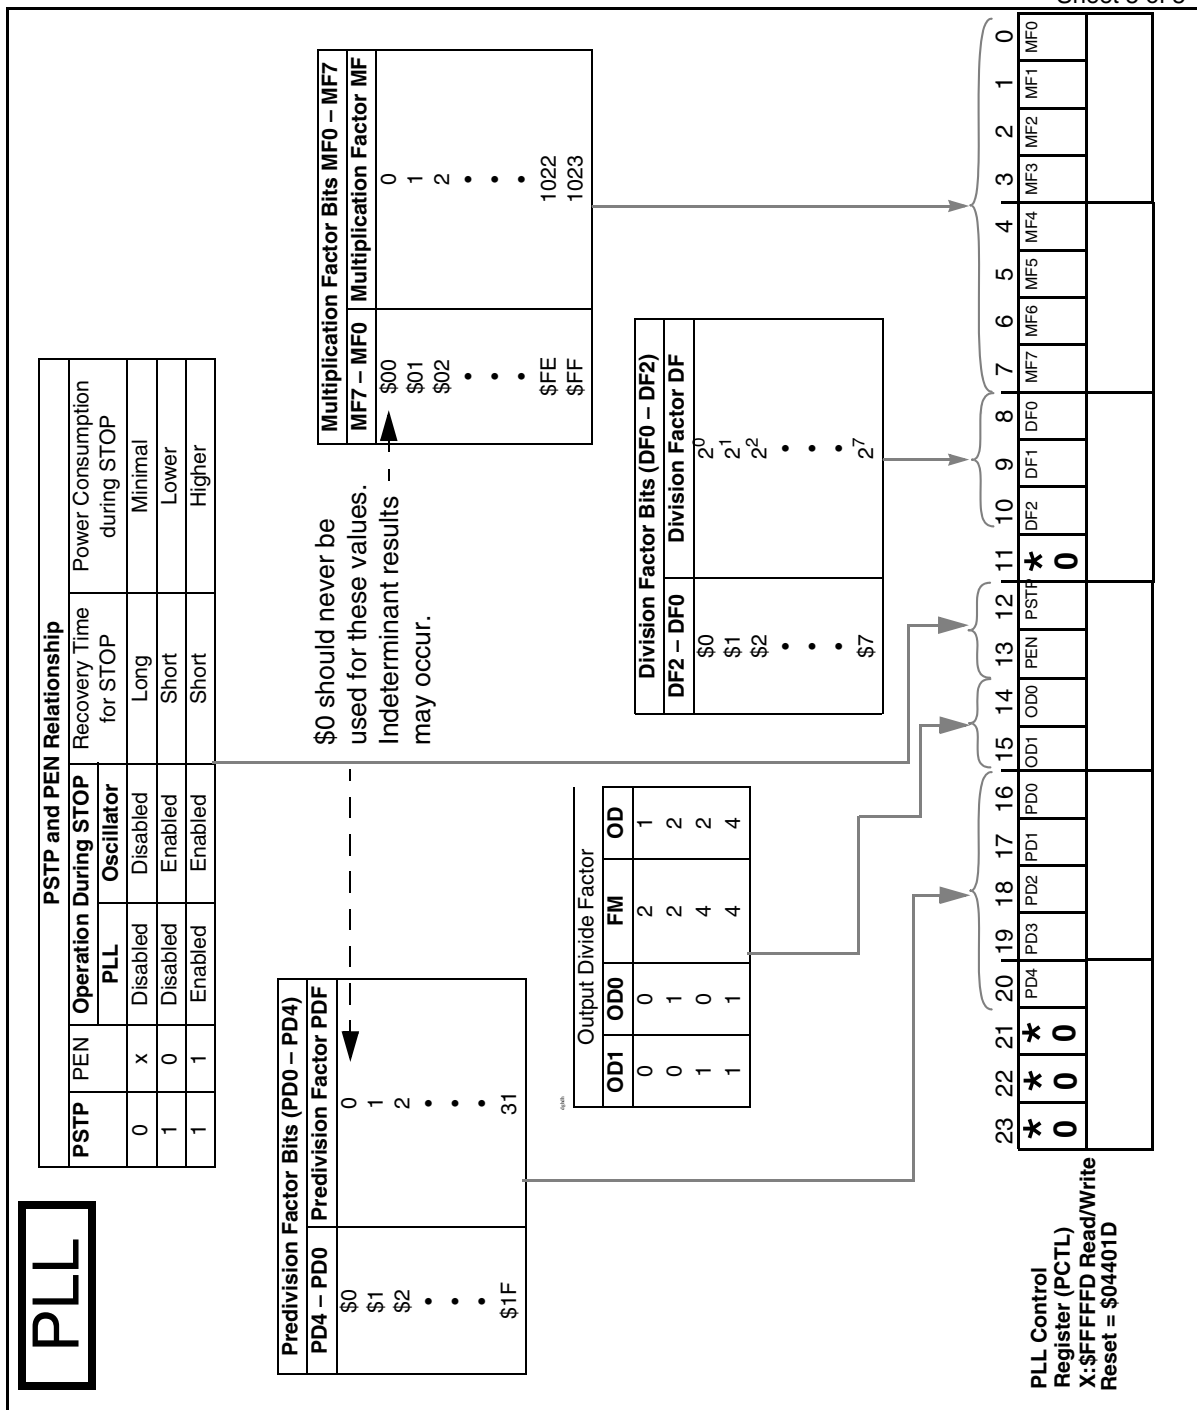 Sheet 5 of 5
PLL
PSTP and PEN Relationship
PSTP PEN Operation During STOP Recovery Time for STOP Power Consumption during STOP
PLL Oscillator
0 x Disabled Disabled Long Minimal
1 0 Disabled Enabled Short Lower
1 1 Enabled Enabled Short Higher
Predivision Factor Bits (PD0 – PD4)
PD4 – PD0 Predivision Factor PDF
$0 0
$1 1
$2 2
• •
• •
• •
$1F 31
$0 should never be
used for these values.
Indeterminant results
may occur.
Multiplication Factor Bits MF0 – MF7
MF7 – MF0 Multiplication Factor MF
$00 0
$01 1
$02 2
• •
• •
• •
$FE 1022
$FF 1023
Output Divide Factor
OD1 OD0 FM OD
0 0 2 1
0 1 2 2
1 0 4 2
1 1 4 4
Division Factor Bits (DF0 – DF2)
DF2 – DF0 Division Factor DF
$0 2^0
$1 2^1
$2 2^2
• •
• •
• •
$7 2^7
23 22 21 20 19 18 17 16 15 14 13 12 11 10 9 8 7 6 5 4 3 2 1 0
* * * PD4 PD3 PD2 PD1 PD0 OD1 OD0 PEN PSTP * DF2 DF1 DF0 MF7 MF6 MF5 MF4 MF3 MF2 MF1 MF0
0 0 0 0
PLL Control
Register (PCTL)
X:$FFFFFD Read/Write
Reset = $04401D